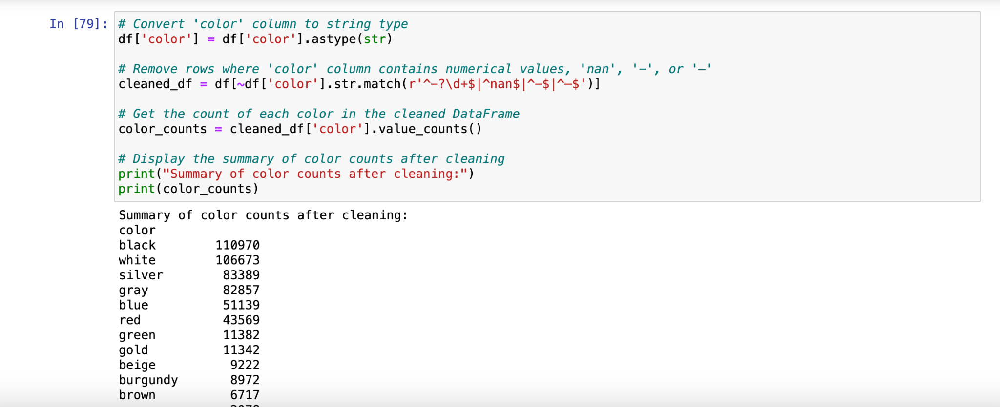 In [79]:
# Convert 'color' column to string type
df['color'] = df['color'].astype(str)
# Remove rows where 'color' column contains numerical values, 'nan', '-', or '—'
cleaned_df = df[~df['color'].str.match(r'^-?\d+$|^nan$|^-$|^—$')]
# Get the count of each color in the cleaned DataFrame
color_counts = cleaned_df['color'].value_counts()
# Display the summary of color counts after cleaning
print("Summary of color counts after cleaning:")
print(color_counts)
Summary of color counts after cleaning:
color
black 110970
white 106673
silver 83389
gray 82857
blue 51139
red 43569
green 11382
gold 11342
beige 9222
burgundy 8972
brown 6717